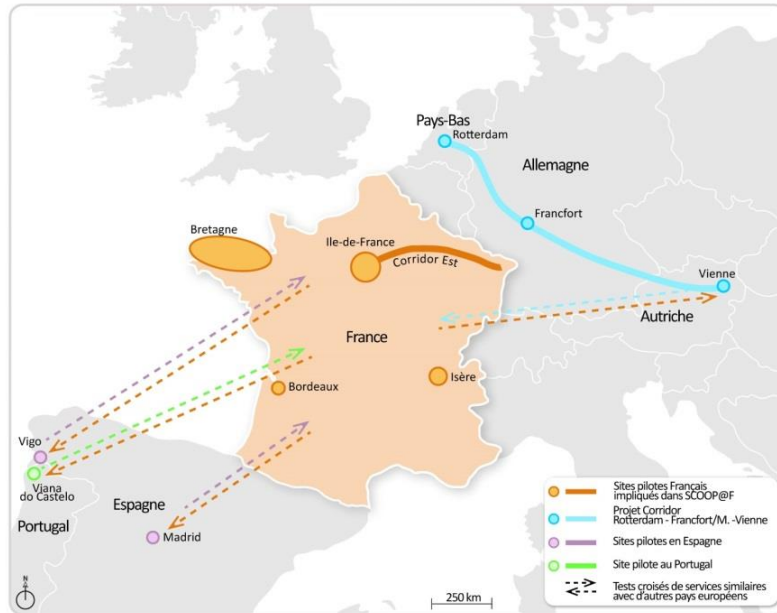 Pays-Bas
Rotterdam
Allemagne
Bretagne
Ile-de-France
Francfort
Corridor Est
Vienne
Autriche
France
Isère
Bordeaux
Vigo
Viana
do Castelo
Espagne
Portugal
Madrid
Sites pilotes Français
impliqués dans SCOOP@F
Projet Corridor
Rotterdam - Francfort/M. -Vienne
Sites pilotes en Espagne
Site pilote au Portugal
Tests croisés de services similaires
avec d'autres pays européens
N
250 km